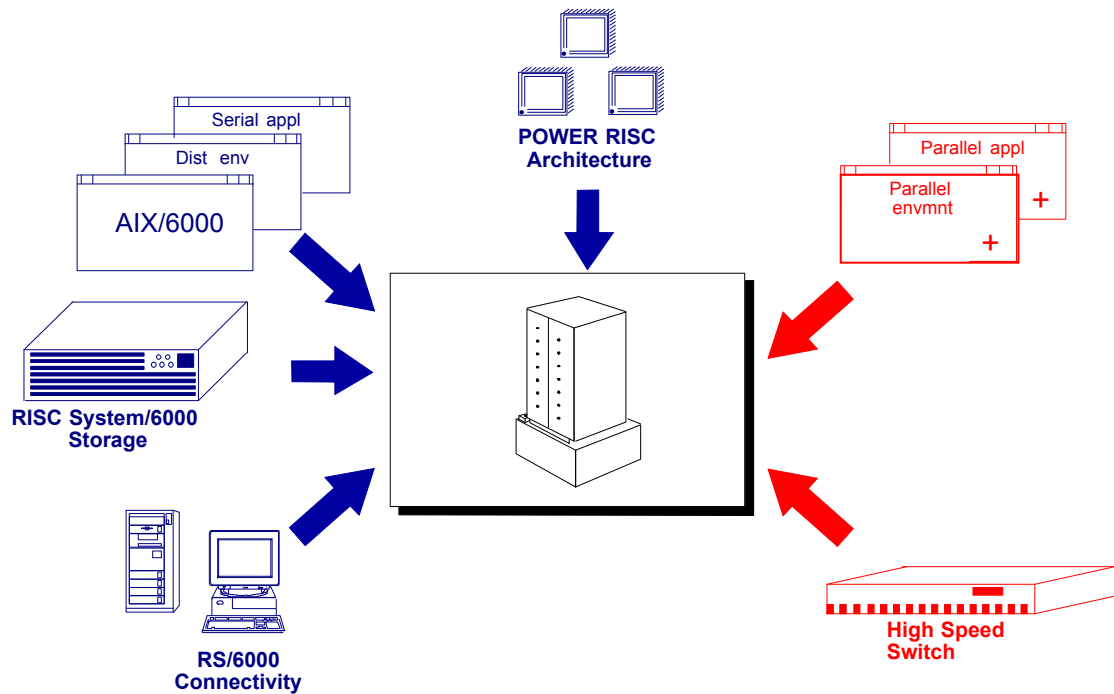 POWER RISC
Architecture
Serial appl
Dist env
AIX/6000
Parallel appl
+
Parallel
envmnt
+
RISC System/6000
Storage
RS/6000
Connectivity
High Speed
Switch